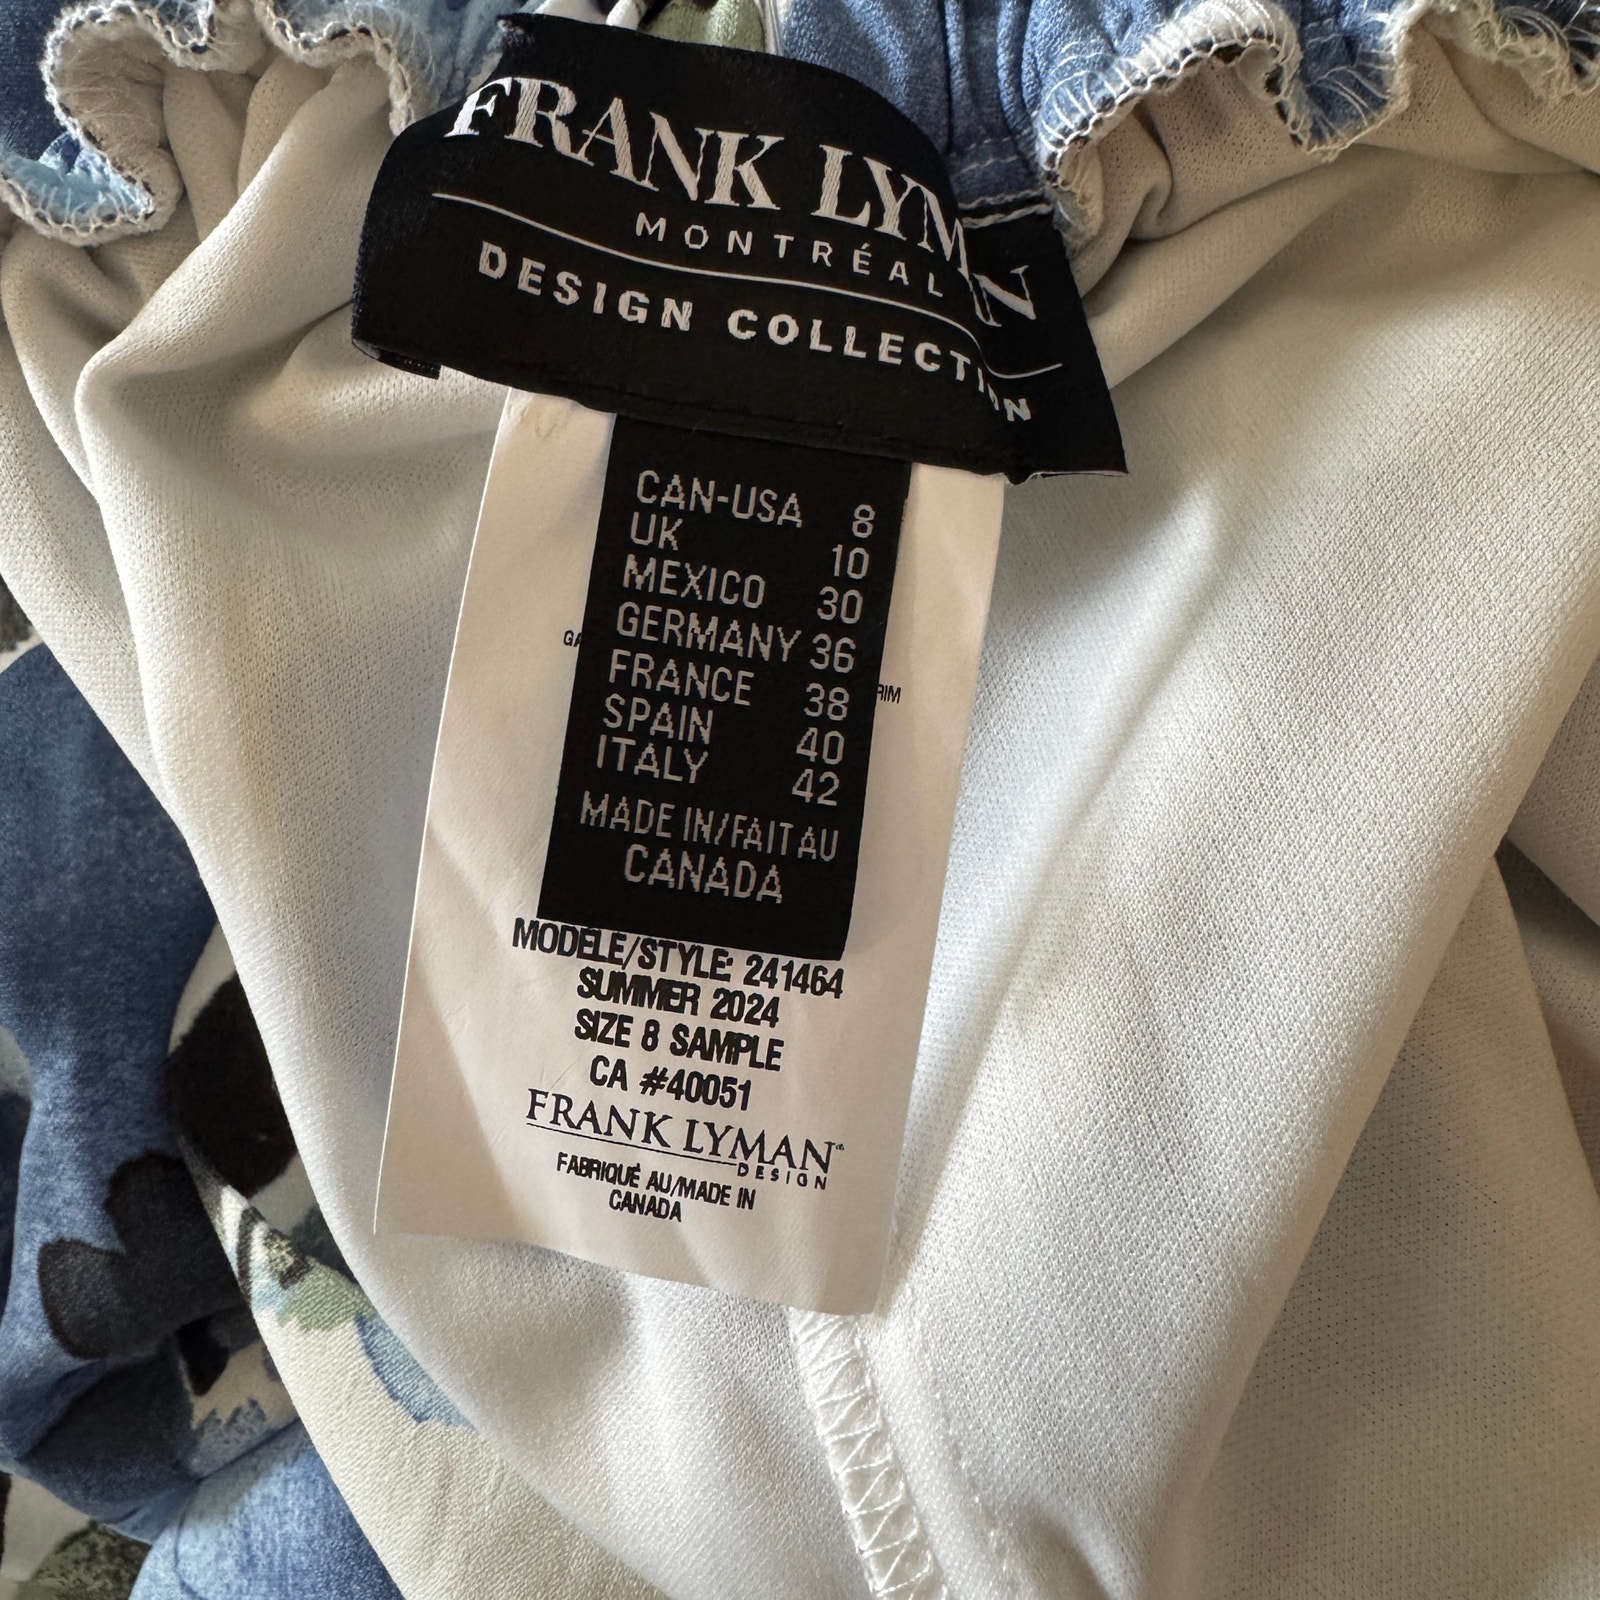 FRANK LYMAN
MONTRÉAL
DESIGN COLLECTION
CAN-USA 8
UK 10
MEXICO 30
GERMANY 36
FRANCE 38
SPAIN 40
ITALY 42
MADE IN/FAIT AU
CANADA
MODELE/STYLE: 241464
SUMMER 2024
SIZE 8 SAMPLE
CA #40051
FRANK LYMAN
DESIGN
FABRIQUÉ AU/MADE IN
CANADA